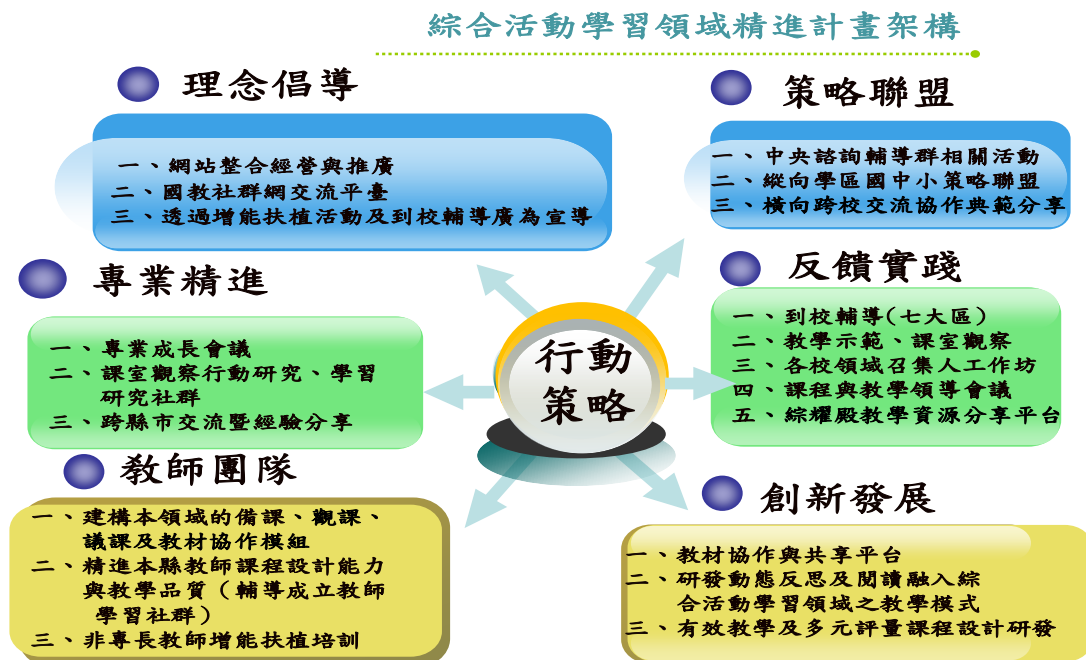 綜合活動學習領域精進計畫架構
理念倡導
一、網站整合經營與推廣
二、國教社群網交流平臺
三、透過增能扶植活動及到校輔導廣為宣導
策略聯盟
一、中央諮詢輔導群相關活動
二、縱向學區國中小策略聯盟
三、橫向跨校交流協作典範分享
專業精進
一、專業成長會議
二、課室觀察行動研究、學習
研究社群
三、跨縣市交流暨經驗分享
行動
策略
反饋實踐
一、到校輔導(七大區)
二、教學示範、課室觀察
三、各校領域召集人工作坊
四、課程與教學領導會議
五、綜耀殿教學資源分享平台
教師團隊
一、建構本領域的備課、觀課、
議課及教材協作模組
二、精進本縣教師課程設計能力
與教學品質（輔導成立教師
學習社群）
三、非專長教師增能扶植培訓
創新發展
一、教材協作與共享平台
二、研發動態反思及閱讀融入綜
合活動學習領域之教學模式
三、有效教學及多元評量課程設計研發